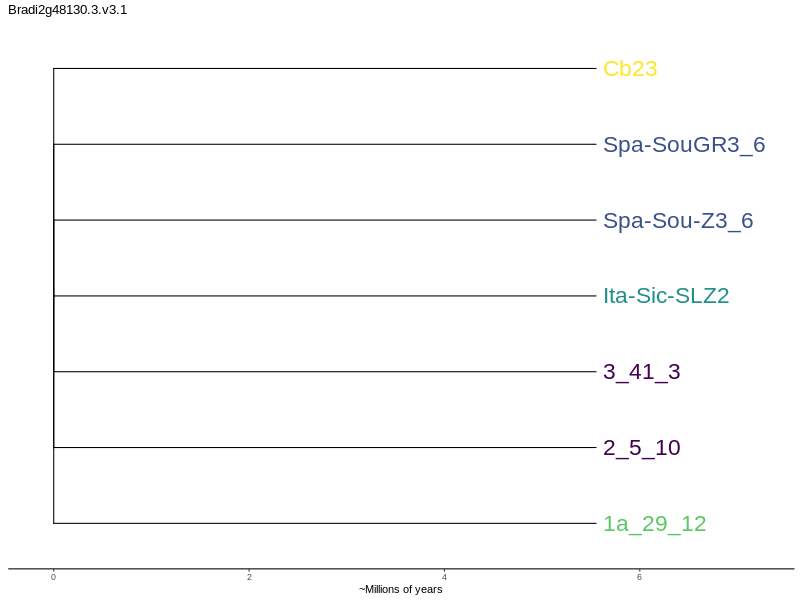 Bradi2g48130.3.v3.1
Cb23
Spa-SouGR3_6
Spa-Sou-Z3_6
Ita-Sic-SLZ2
3_41_3
2_5_10
1a_29_12
0 2 4 6
~Millions of years